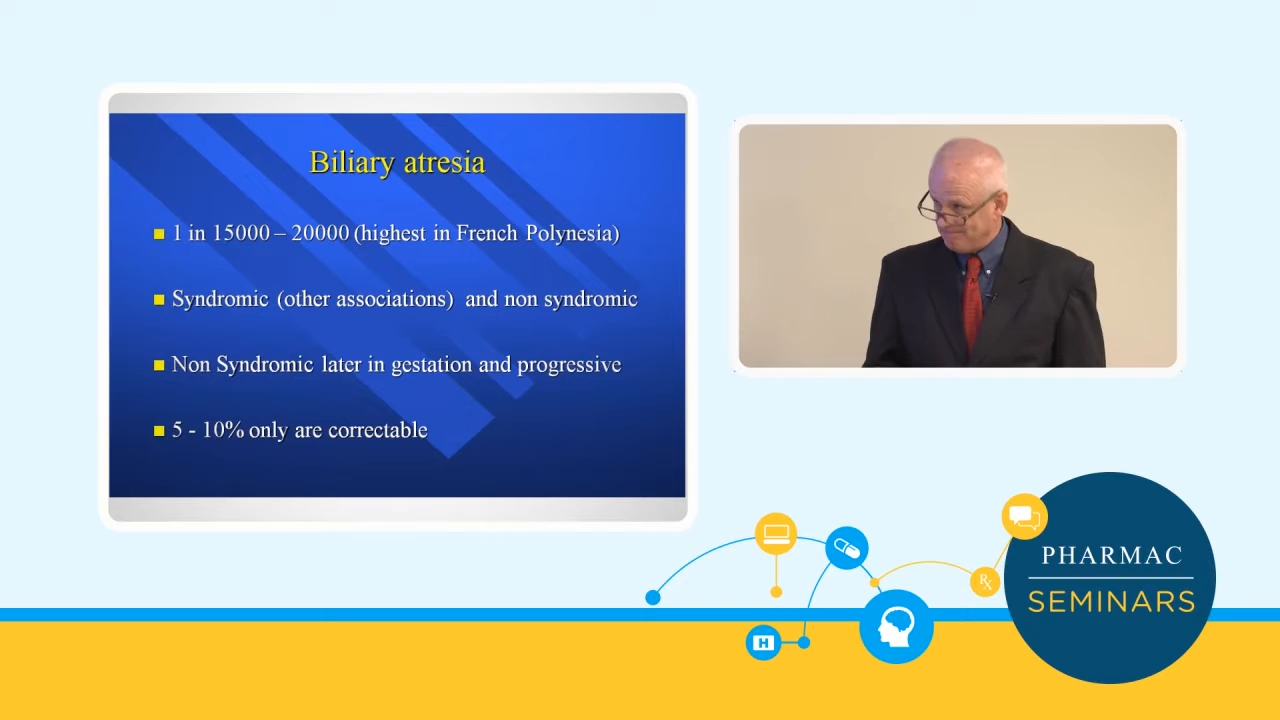 Biliary atresia
1 in 15000 – 20000 (highest in French Polynesia)
Syndromic (other associations) and non syndromic
Non Syndromic later in gestation and progressive
5 - 10% only are correctable
H
Rx
PHARMAC
SEMINARS